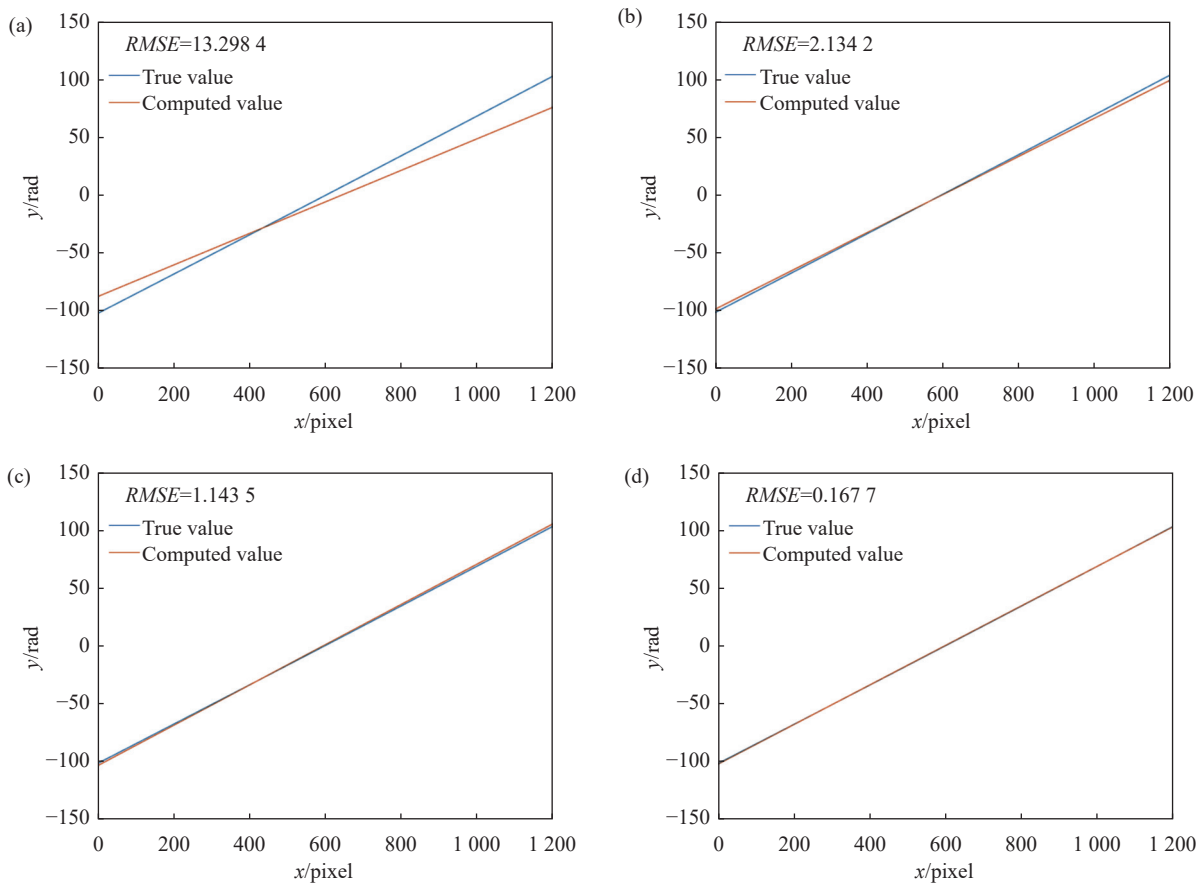 (a)
RMSE=13.298 4
True value
Computed value
150
100
50
0
−50
−100
−150
y/rad
0 200 400 600 800 1 000 1 200
x/pixel
(b)
RMSE=2.134 2
True value
Computed value
150
100
50
0
−50
−100
−150
y/rad
0 200 400 600 800 1 000 1 200
x/pixel
(c)
RMSE=1.143 5
True value
Computed value
150
100
50
0
−50
−100
−150
y/rad
0 200 400 600 800 1 000 1 200
x/pixel
(d)
RMSE=0.167 7
True value
Computed value
150
100
50
0
−50
−100
−150
y/rad
0 200 400 600 800 1 000 1 200
x/pixel